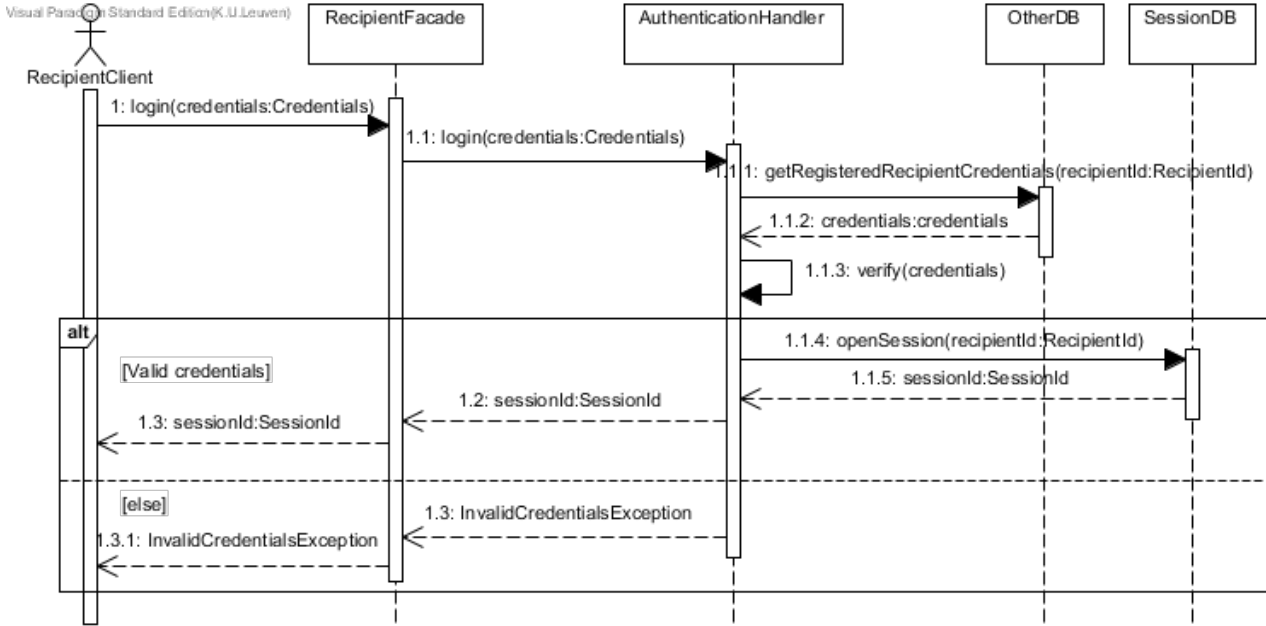 Visual Paradigm Standard Edition(K.U.Leuven)
RecipientFacade
AuthenticationHandler
OtherDB
SessionDB
RecipientClient
1: login(credentials:Credentials)
1.1: login(credentials:Credentials)
1.1.1: getRegisteredRecipientCredentials(recipientId:RecipientId)
1.1.2: credentials:credentials
1.1.3: verify(credentials)
alt
1.1.4: openSession(recipientId:RecipientId)
[Valid credentials]
1.1.5: sessionId:SessionId
1.2: sessionId:SessionId
1.3: sessionId:SessionId
[else]
1.3: InvalidCredentialsException
1.3.1: InvalidCredentialsException